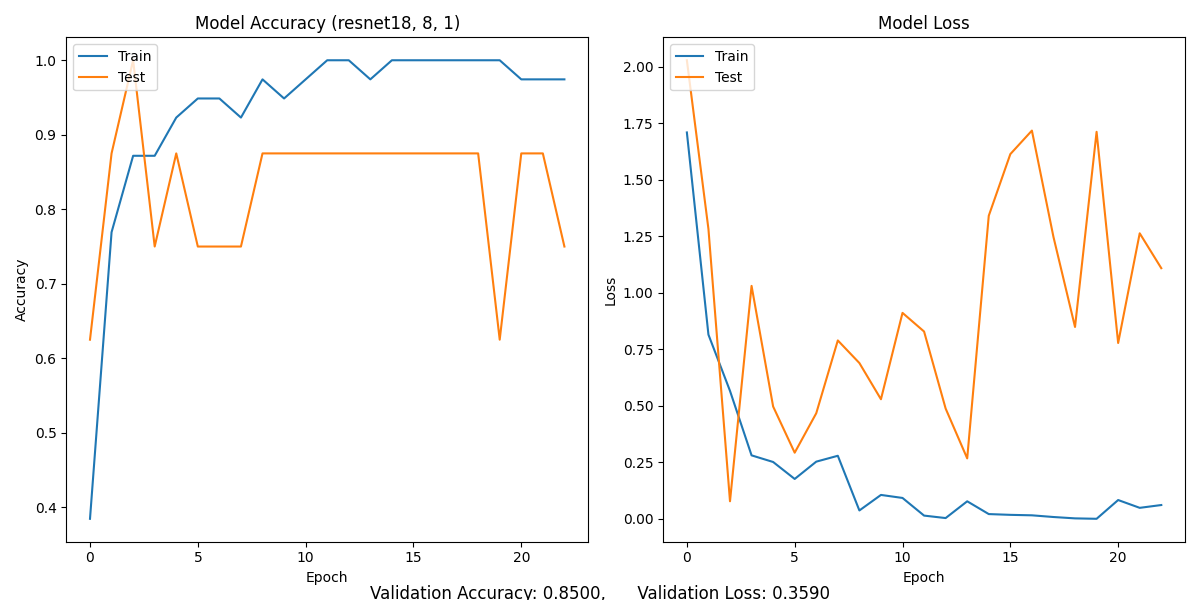 Model Accuracy (resnet18, 8, 1)
Train
Test
1.0
0.9
0.8
0.7
0.6
0.5
0.4
Accuracy
0
5
10
15
20
Epoch
Model Loss
Train
Test
2.00
1.75
1.50
1.25
1.00
0.75
0.50
0.25
0.00
Loss
0
5
10
15
20
Epoch
Validation Accuracy: 0.8500, Validation Loss: 0.3590